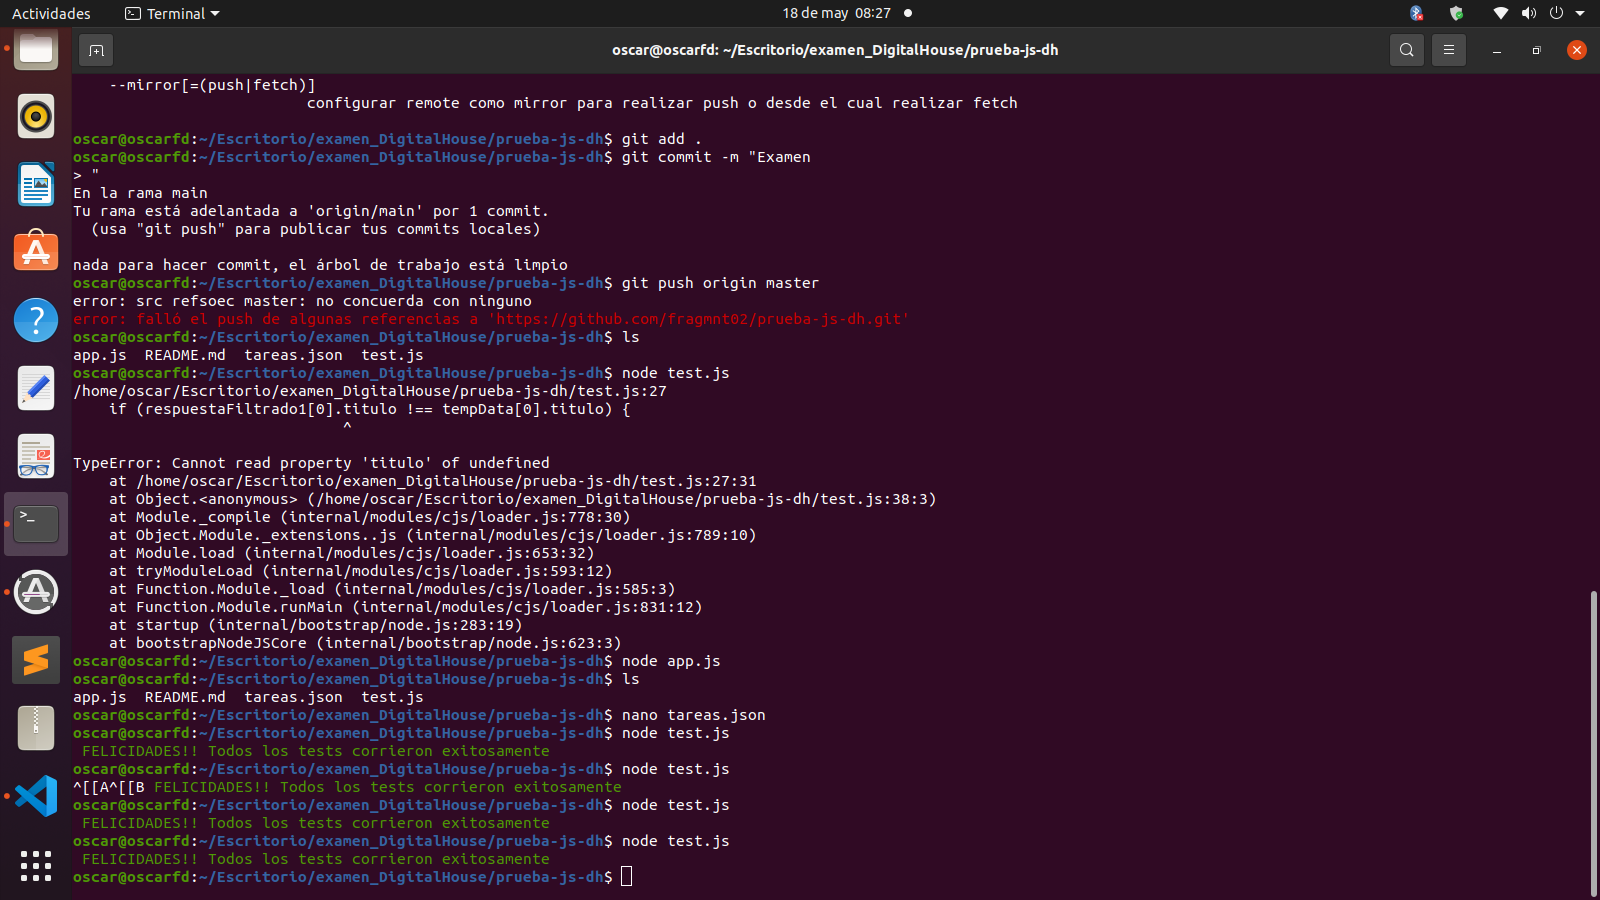 Actividades
Terminal
18 de may 08:27
oscar@oscarfd: ~/Escritorio/examen_DigitalHouse/prueba-js-dh
--mirror[=(push|fetch)]
configurar remote como mirror para realizar push o desde el cual realizar fetch
oscar@oscarfd:~/Escritorio/examen_DigitalHouse/prueba-js-dh$ git add .
oscar@oscarfd:~/Escritorio/examen_DigitalHouse/prueba-js-dh$ git commit -m "Examen
> "
En la rama main
Tu rama está adelantada a 'origin/main' por 1 commit.
(usa "git push" para publicar tus commits locales)
nada para hacer commit, el árbol de trabajo está limpio
oscar@oscarfd:~/Escritorio/examen_DigitalHouse/prueba-js-dh$ git push origin master
error: src refsoec master: no concuerda con ninguno
error: falló el push de algunas referencias a 'https://github.com/fragmnt02/prueba-js-dh.git'
oscar@oscarfd:~/Escritorio/examen_DigitalHouse/prueba-js-dh$ ls
app.js  README.md  tareas.json  test.js
oscar@oscarfd:~/Escritorio/examen_DigitalHouse/prueba-js-dh$ node test.js
/home/oscar/Escritorio/examen_DigitalHouse/prueba-js-dh/test.js:27
if (respuestaFiltrado1[0].titulo !== tempData[0].titulo) {
^
TypeError: Cannot read property 'titulo' of undefined
at /home/oscar/Escritorio/examen_DigitalHouse/prueba-js-dh/test.js:27:31
at Object.<anonymous> (/home/oscar/Escritorio/examen_DigitalHouse/prueba-js-dh/test.js:38:3)
at Module._compile (internal/modules/cjs/loader.js:778:30)
at Object.Module._extensions..js (internal/modules/cjs/loader.js:789:10)
at Module.load (internal/modules/cjs/loader.js:653:32)
at tryModuleLoad (internal/modules/cjs/loader.js:593:12)
at Function.Module._load (internal/modules/cjs/loader.js:585:3)
at Function.Module.runMain (internal/modules/cjs/loader.js:831:12)
at startup (internal/bootstrap/node.js:283:19)
at bootstrapNodeJSCore (internal/bootstrap/node.js:623:3)
oscar@oscarfd:~/Escritorio/examen_DigitalHouse/prueba-js-dh$ node app.js
oscar@oscarfd:~/Escritorio/examen_DigitalHouse/prueba-js-dh$ ls
app.js  README.md  tareas.json  test.js
oscar@oscarfd:~/Escritorio/examen_DigitalHouse/prueba-js-dh$ nano tareas.json
oscar@oscarfd:~/Escritorio/examen_DigitalHouse/prueba-js-dh$ node test.js
FELICIDADES!! Todos los tests corrieron exitosamente
oscar@oscarfd:~/Escritorio/examen_DigitalHouse/prueba-js-dh$ node test.js
^[[A^[[B FELICIDADES!! Todos los tests corrieron exitosamente
oscar@oscarfd:~/Escritorio/examen_DigitalHouse/prueba-js-dh$ node test.js
FELICIDADES!! Todos los tests corrieron exitosamente
oscar@oscarfd:~/Escritorio/examen_DigitalHouse/prueba-js-dh$ node test.js
FELICIDADES!! Todos los tests corrieron exitosamente
oscar@oscarfd:~/Escritorio/examen_DigitalHouse/prueba-js-dh$